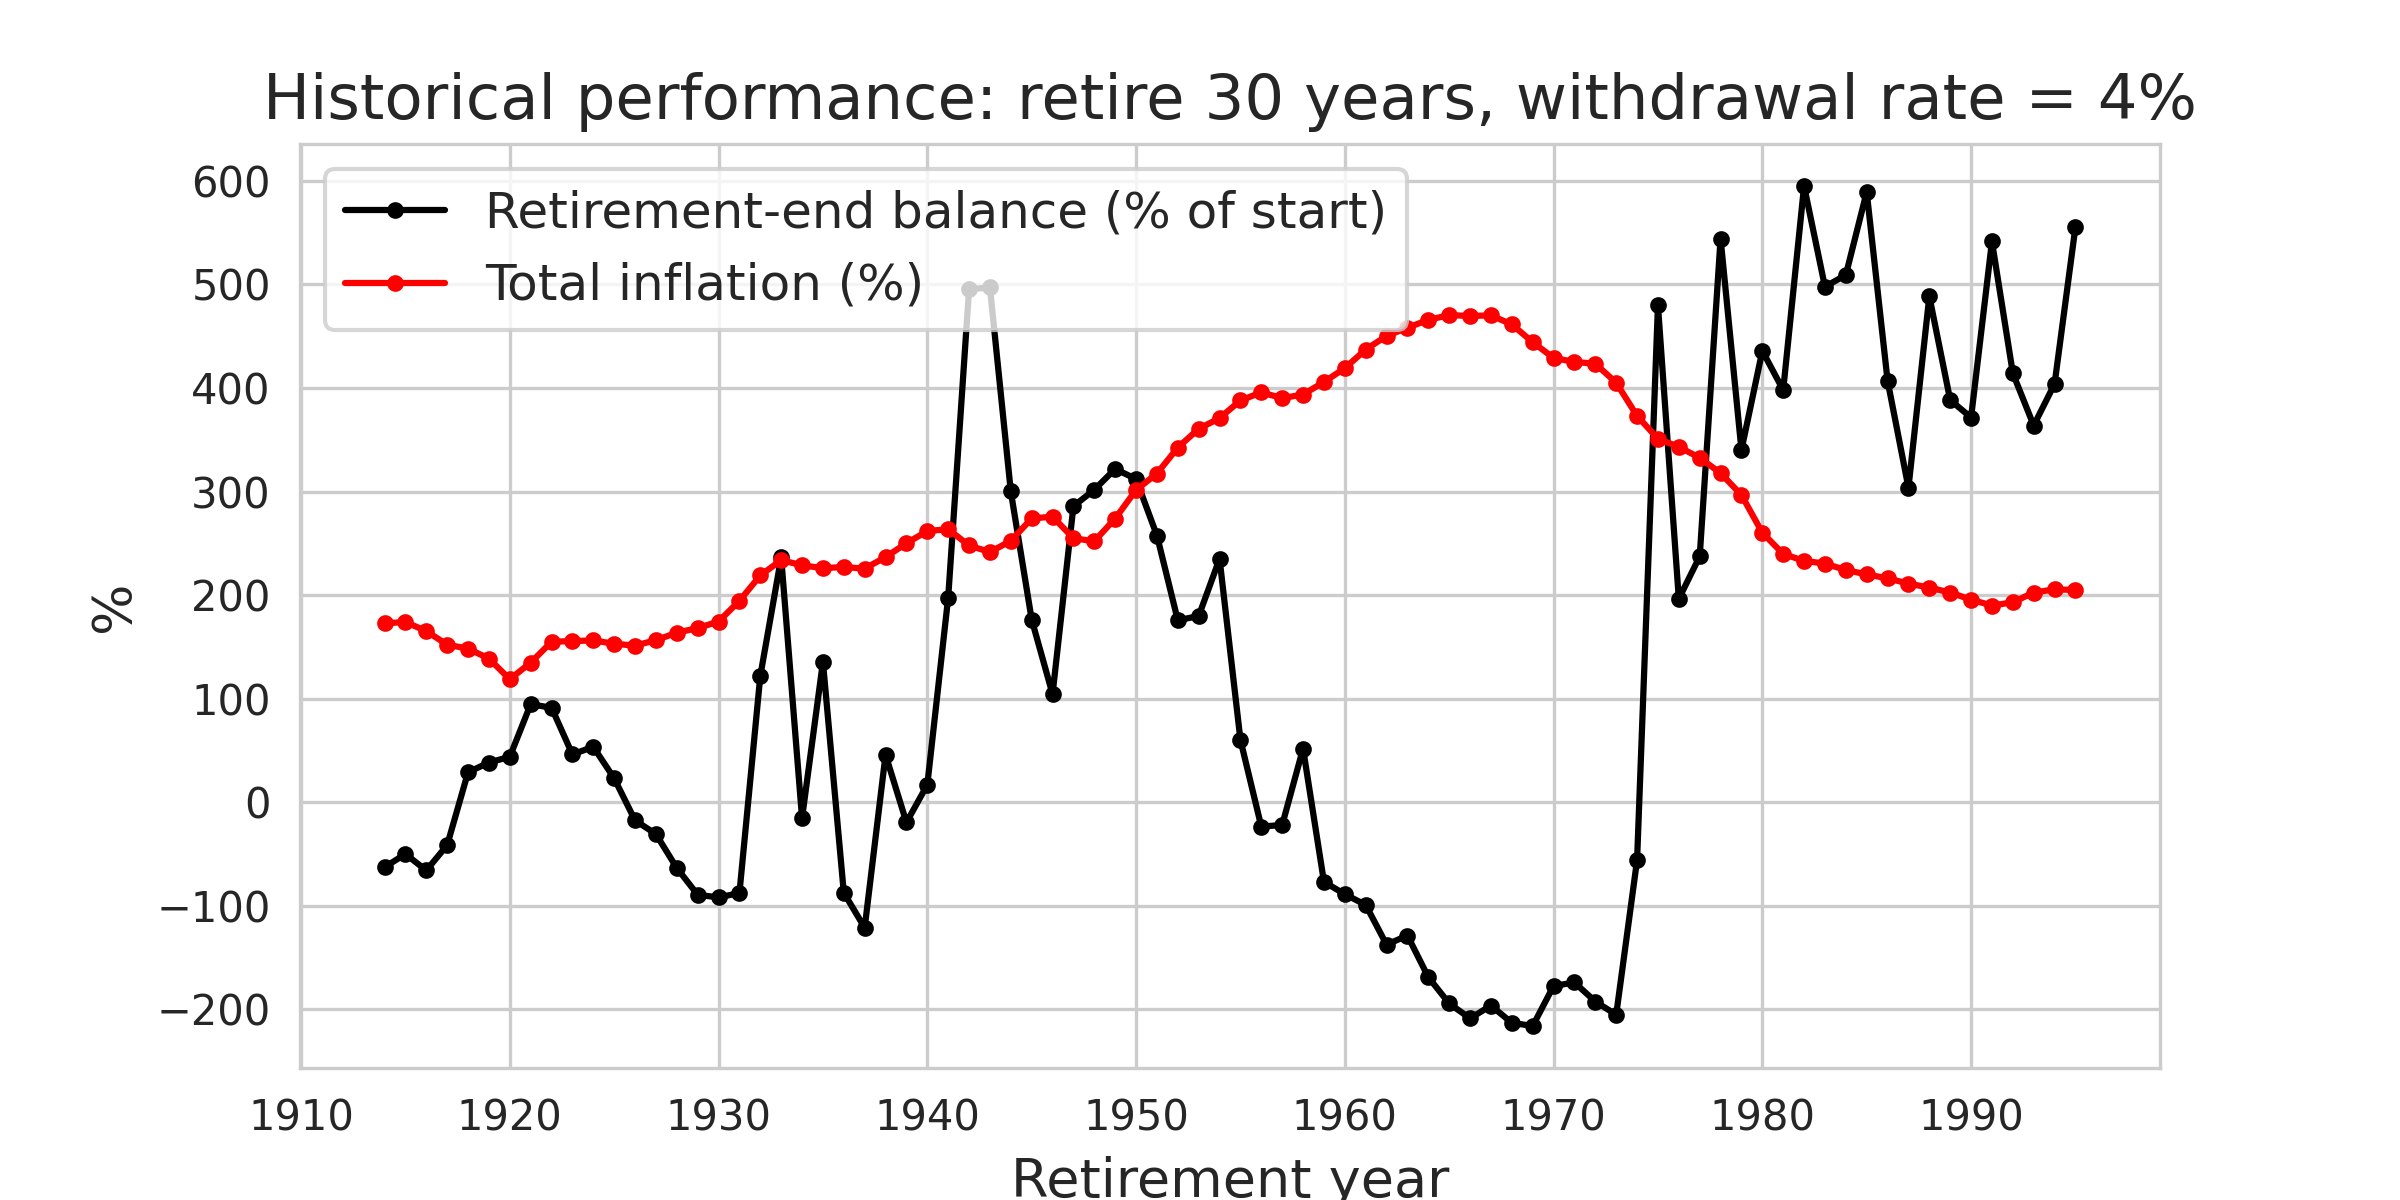 Historical performance: retire 30 years, withdrawal rate = 4%
Retirement-end balance (% of start)
Total inflation (%)
600
500
400
300
200
100
0
−100
−200
%
1910 1920 1930 1940 1950 1960 1970 1980 1990
Retirement year